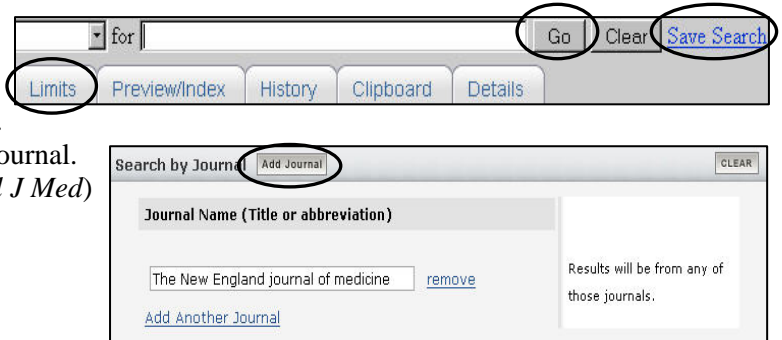 for Go Clear Save Search
Limits Preview/Index History Clipboard Details
ournal.
J Med)
Search by Journal Add Journal CLEAR
Journal Name (Title or abbreviation)
The New England journal of medicine remove
Add Another Journal
Results will be from any of
those journals.